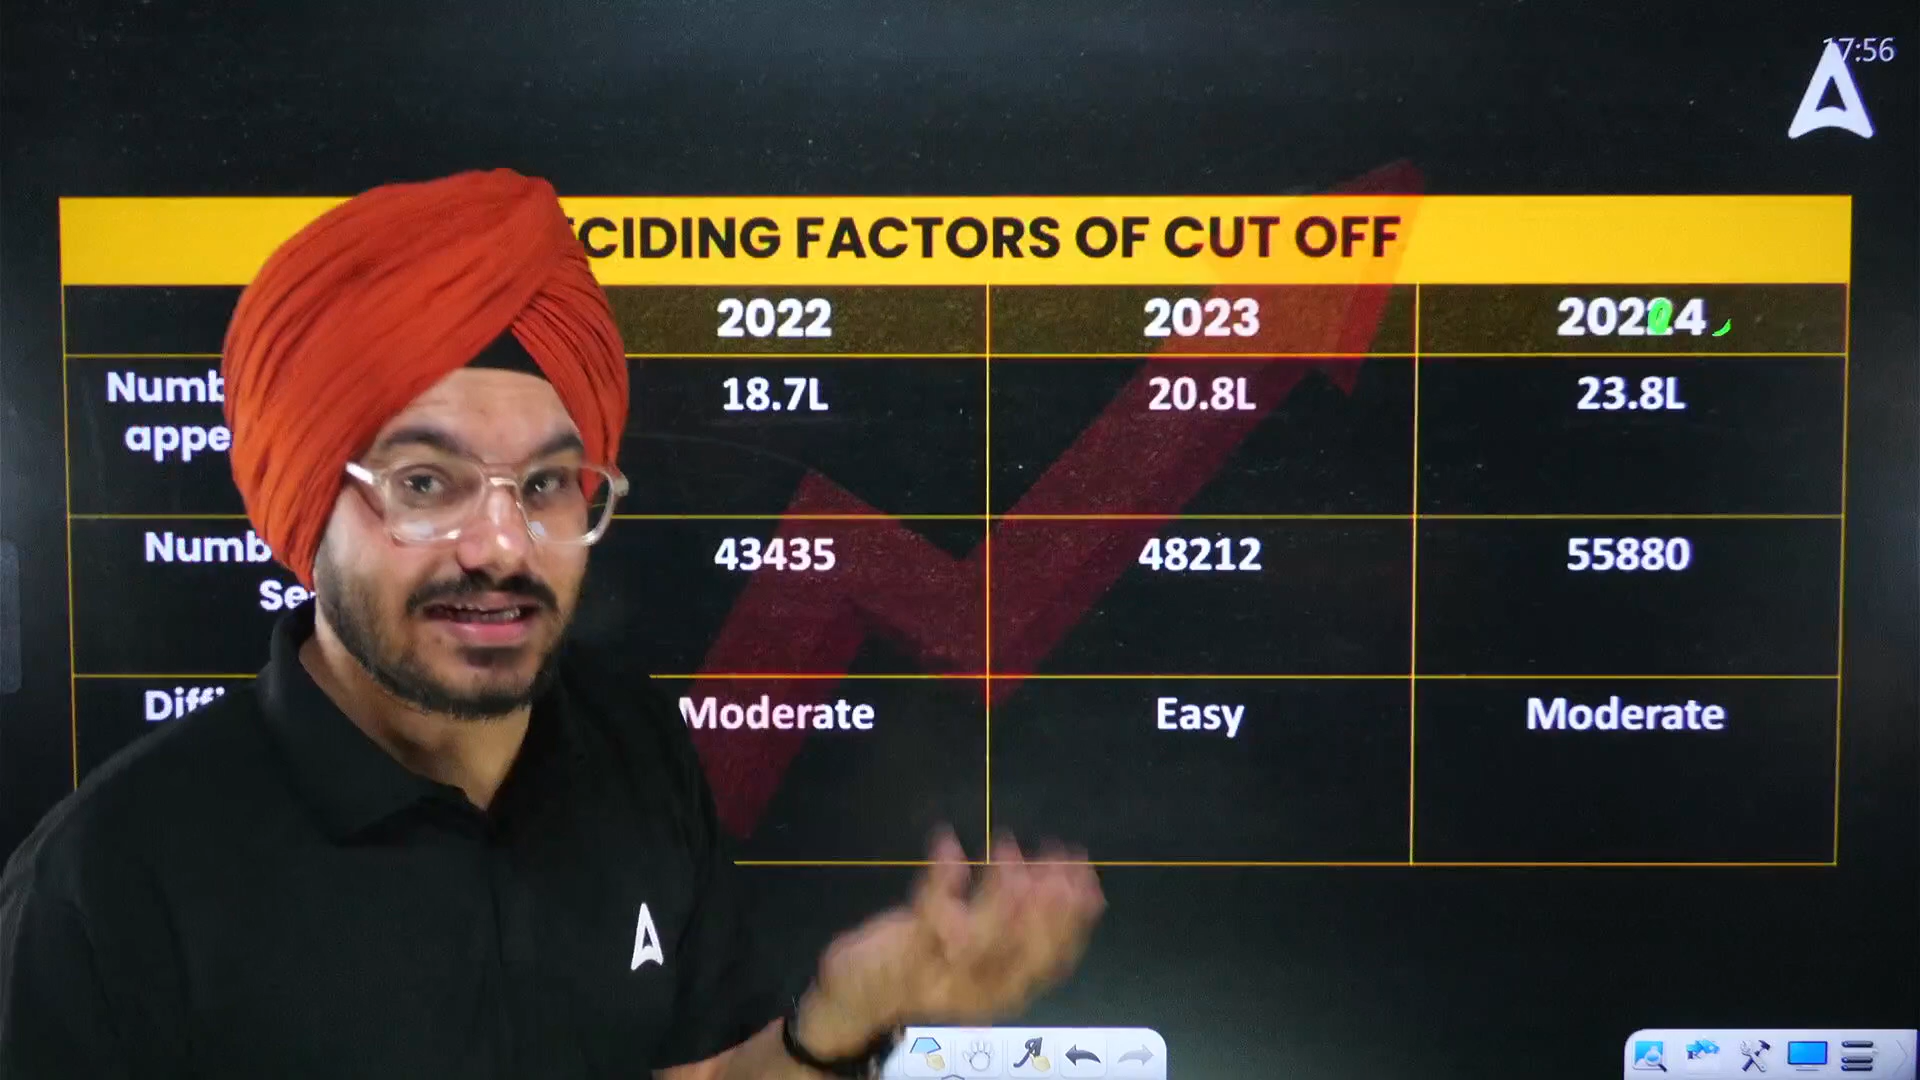 17:56
CIDING FACTORS OF CUT OFF
2022 2023 20224
Numb 18.7L 20.8L 23.8L
appe
Numb 43435 48212 55880
Se
Diffi Moderate Easy Moderate